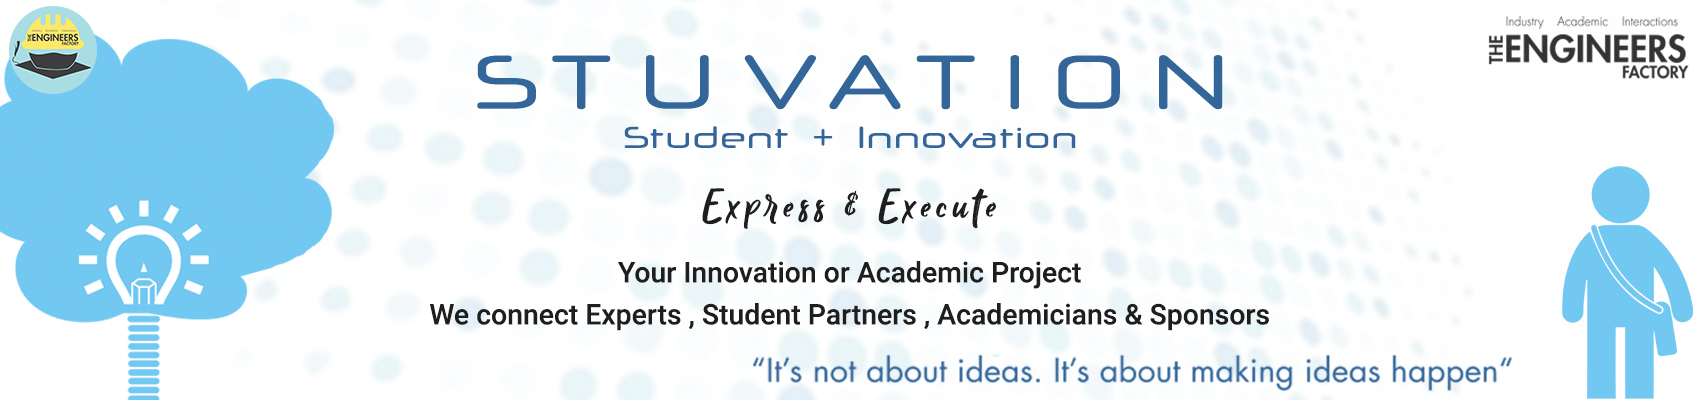 THE ENGINEERS
FACTORY
Industry Academic Interactions
THE ENGINEERS
FACTORY
STUVATION
Student + Innovation
Express & Execute
Your Innovation or Academic Project
We connect Experts , Student Partners , Academicians & Sponsors
“It's not about ideas. It's about making ideas happen“